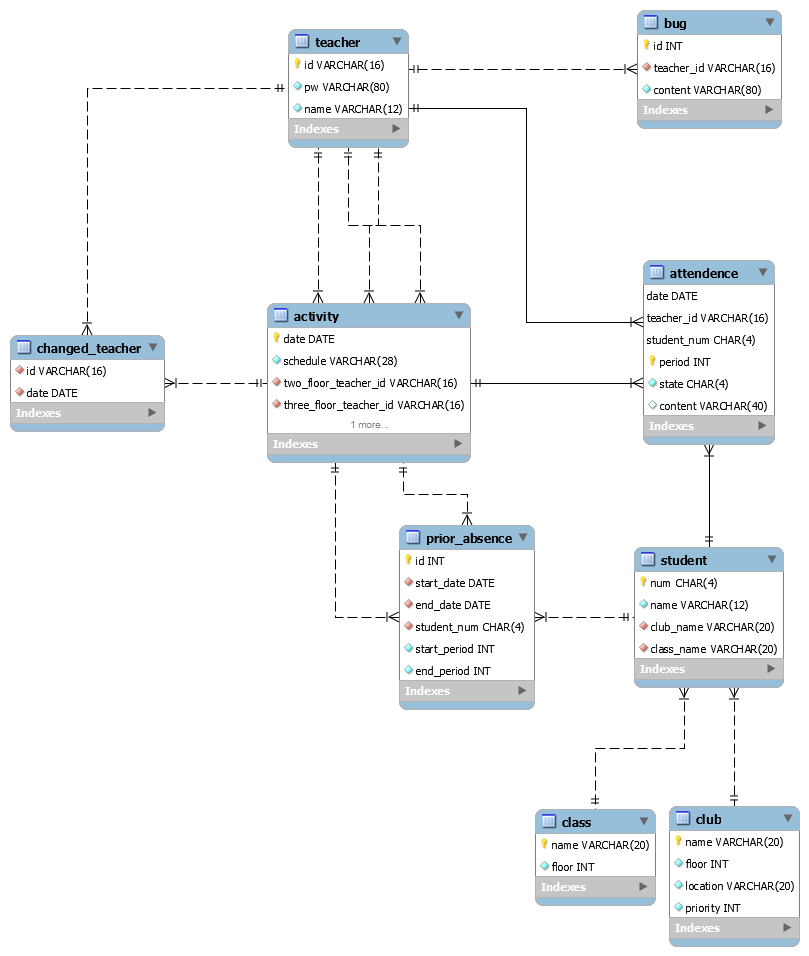 teacher
id VARCHAR(16)
pw VARCHAR(80)
name VARCHAR(12)
Indexes
bug
id INT
teacher_id VARCHAR(16)
content VARCHAR(80)
Indexes
attendence
date DATE
teacher_id VARCHAR(16)
student_num CHAR(4)
period INT
state CHAR(4)
content VARCHAR(40)
Indexes
activity
date DATE
schedule VARCHAR(28)
two_floor_teacher_id VARCHAR(16)
three_floor_teacher_id VARCHAR(16)
1 more...
Indexes
changed_teacher
id VARCHAR(16)
date DATE
Indexes
prior_absence
id INT
start_date DATE
end_date DATE
student_num CHAR(4)
start_period INT
end_period INT
Indexes
student
num CHAR(4)
name VARCHAR(12)
club_name VARCHAR(20)
class_name VARCHAR(20)
Indexes
class
name VARCHAR(20)
floor INT
Indexes
club
name VARCHAR(20)
floor INT
location VARCHAR(20)
priority INT
Indexes